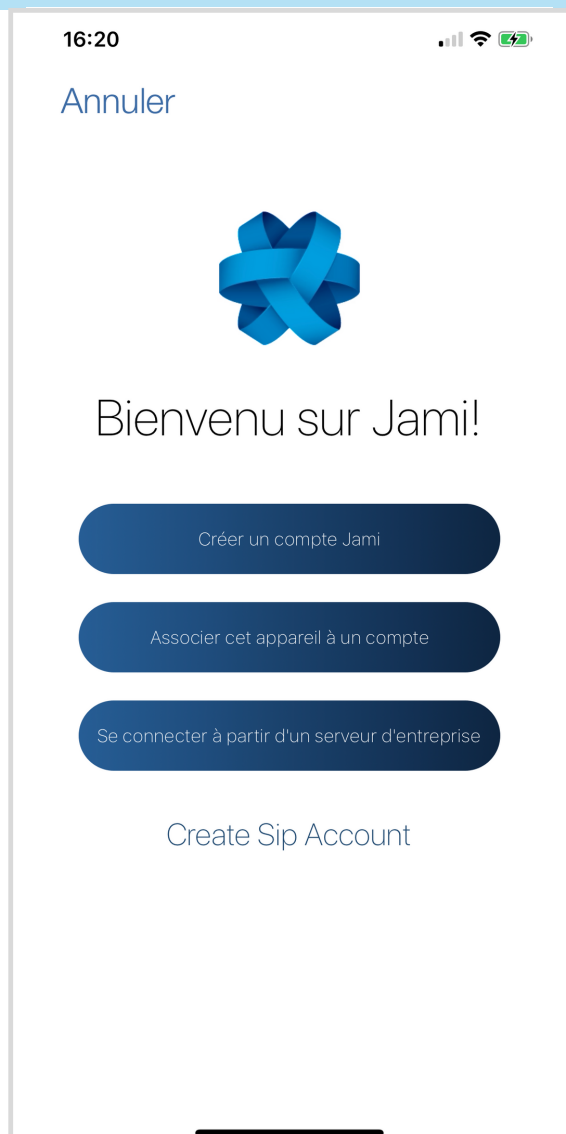 16:20
Annuler
Bienvenu sur Jami!
Créer un compte Jami
Associer cet appareil à un compte
Se connecter à partir d'un serveur d'entreprise
Create Sip Account